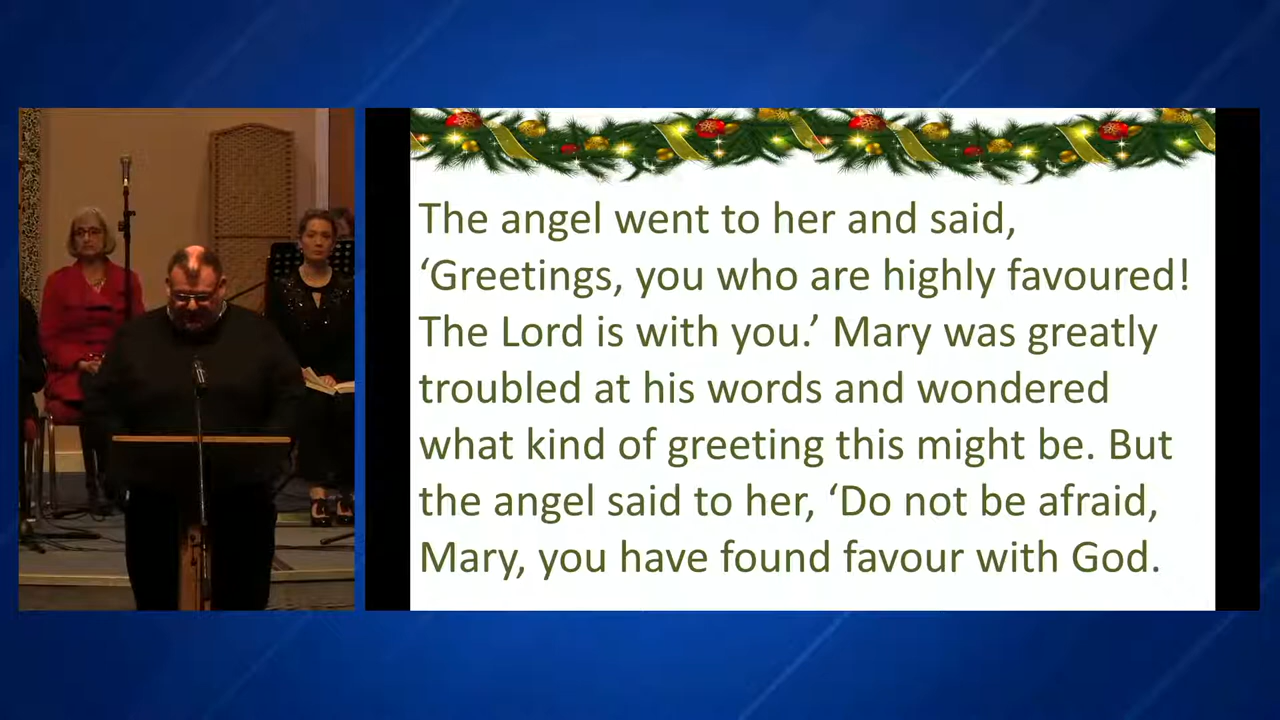 The angel went to her and said,
‘Greetings, you who are highly favoured!
The Lord is with you.’ Mary was greatly
troubled at his words and wondered
what kind of greeting this might be. But
the angel said to her, ‘Do not be afraid,
Mary, you have found favour with God.